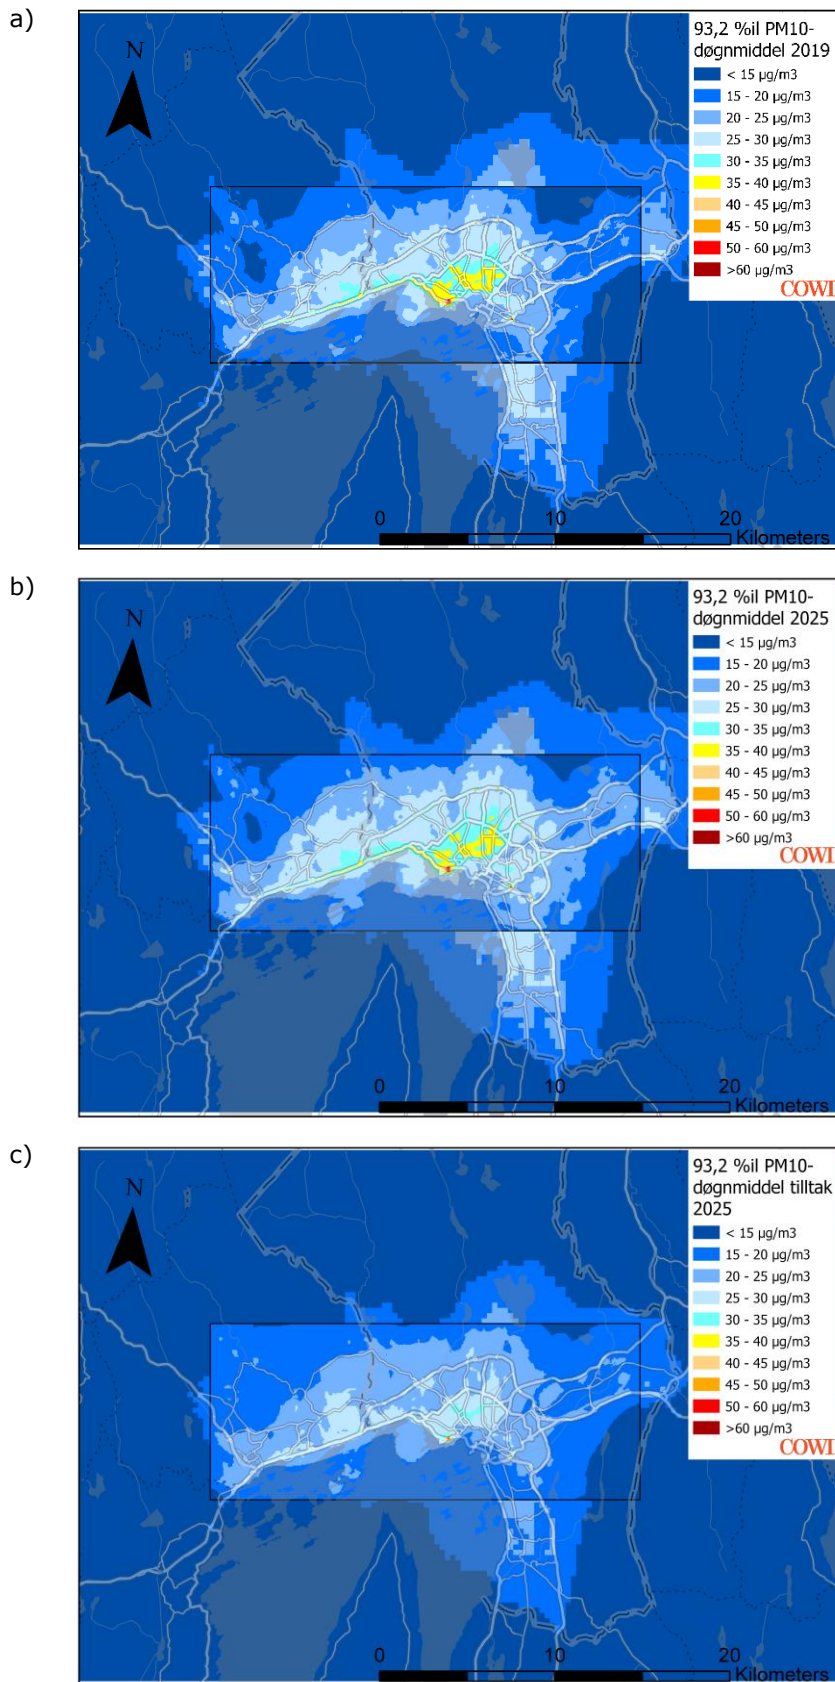 a)
93,2 %il PM10-
døgnmiddel 2019
N
< 15 µg/m3
15 - 20 µg/m3
20 - 25 µg/m3
25 - 30 µg/m3
30 - 35 µg/m3
35 - 40 µg/m3
40 - 45 µg/m3
45 - 50 µg/m3
50 - 60 µg/m3
>60 µg/m3
COWI
0 10 20
Kilometers
b)
93,2 %il PM10-
døgnmiddel 2025
N
< 15 µg/m3
15 - 20 µg/m3
20 - 25 µg/m3
25 - 30 µg/m3
30 - 35 µg/m3
35 - 40 µg/m3
40 - 45 µg/m3
45 - 50 µg/m3
50 - 60 µg/m3
>60 µg/m3
COWI
0 10 20
Kilometers
c)
93,2 %il PM10-
døgnmiddel tilltak
2025
N
< 15 µg/m3
15 - 20 µg/m3
20 - 25 µg/m3
25 - 30 µg/m3
30 - 35 µg/m3
35 - 40 µg/m3
40 - 45 µg/m3
45 - 50 µg/m3
50 - 60 µg/m3
>60 µg/m3
COWI
0 10 20
Kilometers